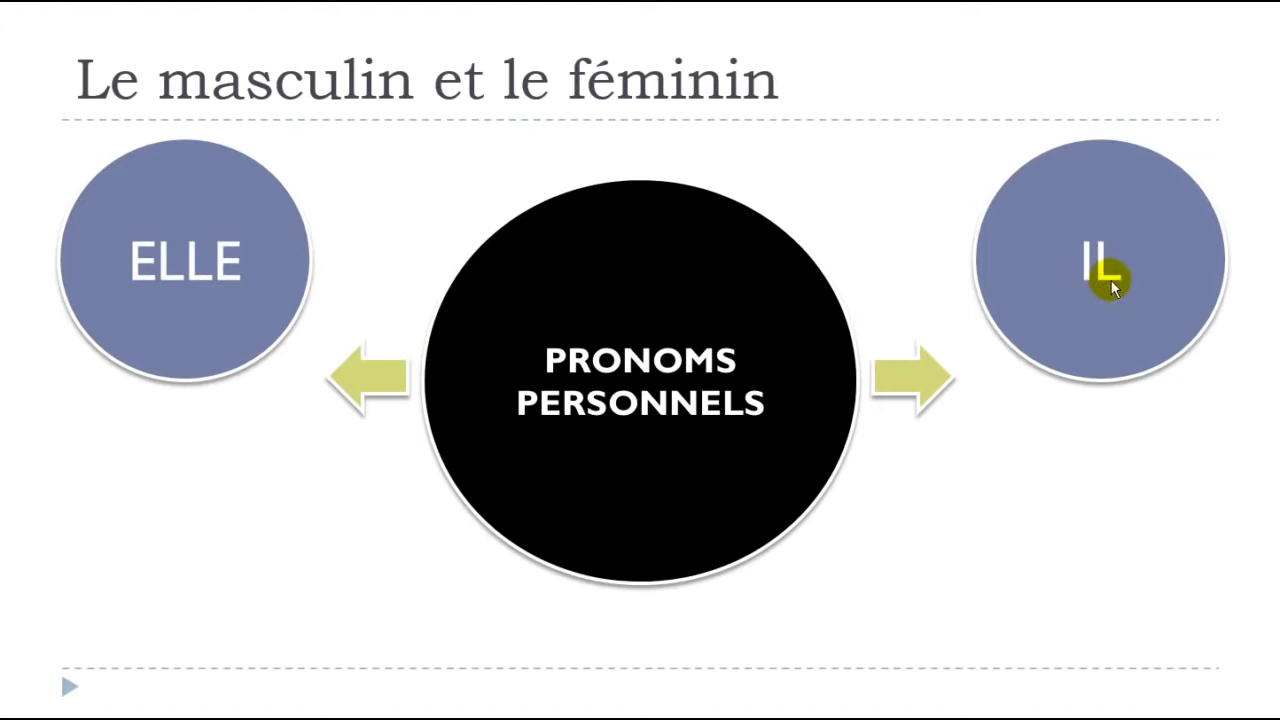 Le masculin et le féminin
ELLE
IL
PRONOMS
PERSONNELS